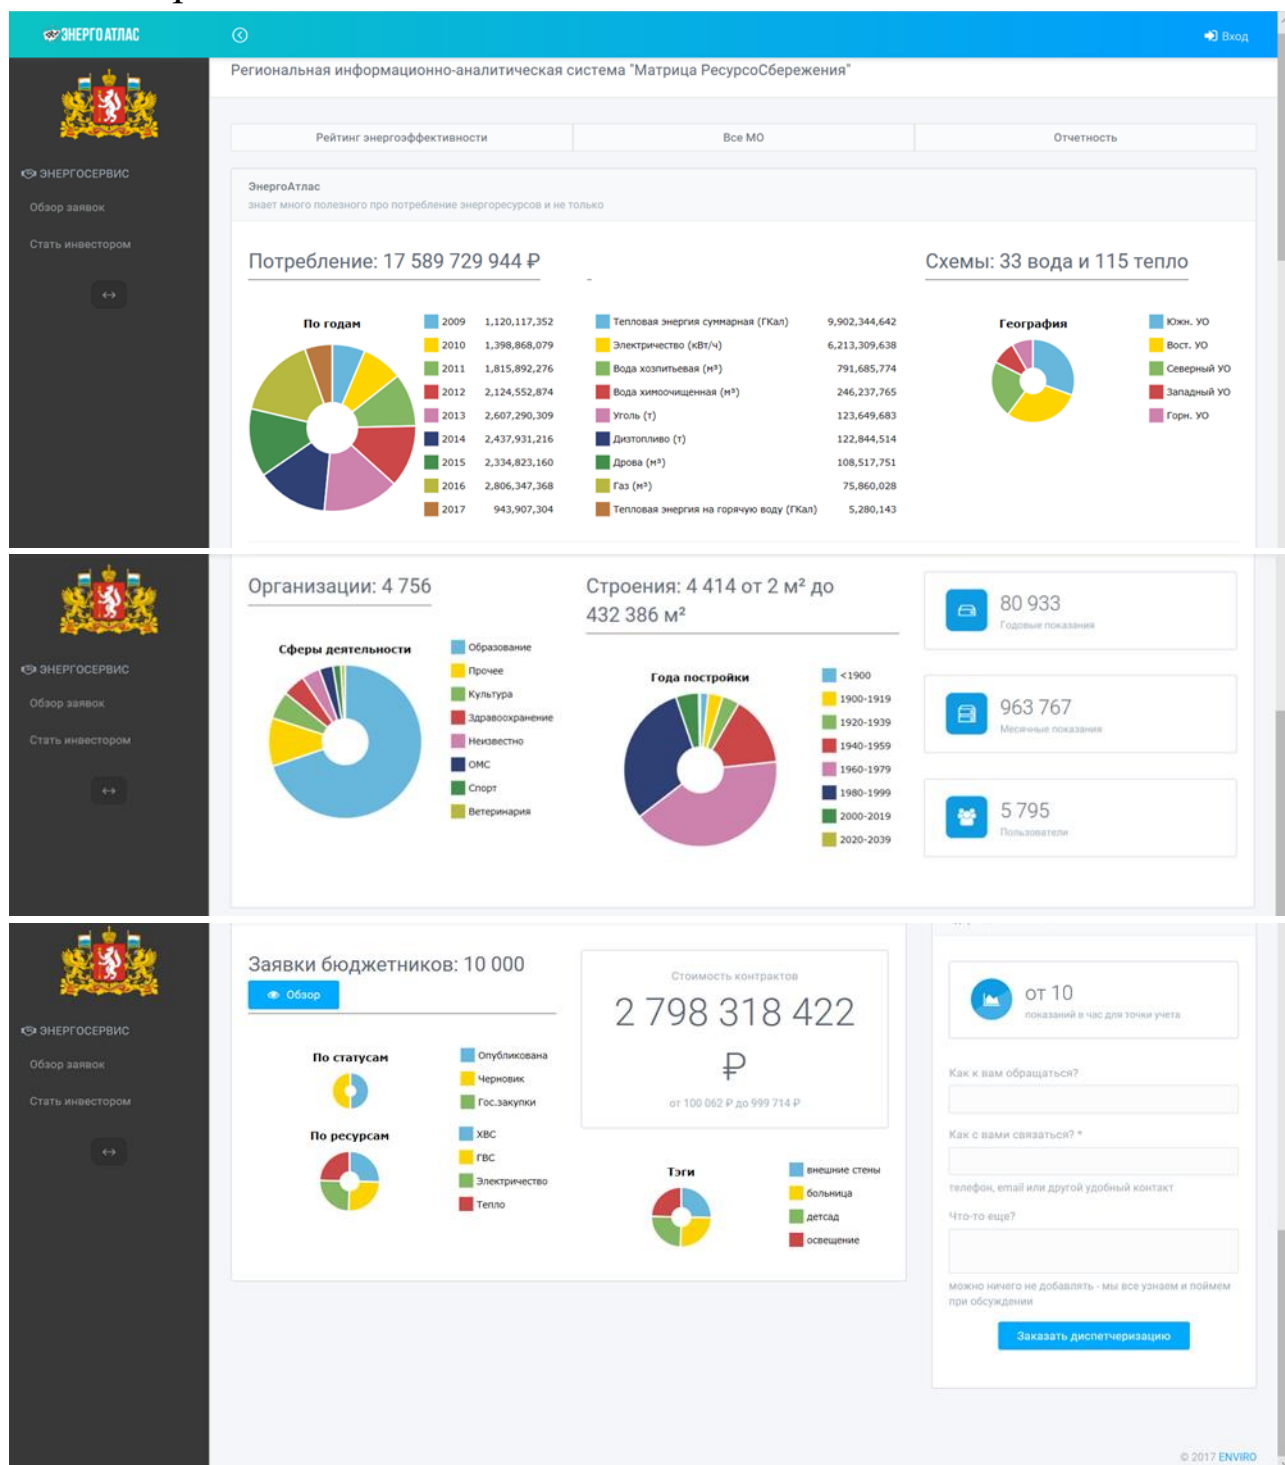 ЭНЕРГОАТЛАС
Вход
Региональная информационно-аналитическая система "Матрица РесурсоСбережения"
Рейтинг энергоэффективности
Все МО
Отчетность
ЭНЕРГОСЕРВИС
Обзор заявок
Стать инвестором
ЭнергоАтлас
знает много полезного про потребление энергоресурсов и не только
Потребление: 17 589 729 944 ₽
-
Схемы: 33 вода и 115 тепло
По годам
2009 1,120,117,352
2010 1,398,868,079
2011 1,815,892,276
2012 2,124,552,874
2013 2,607,290,309
2014 2,437,931,216
2015 2,334,823,160
2016 2,806,347,368
2017 943,907,304
Тепловая энергия суммарная (ГКал) 9,902,344,642
Электричество (кВт/ч) 6,213,309,638
Вода хозпитьевая (м³) 791,685,774
Вода химоочищенная (м³) 246,237,765
Уголь (т) 123,649,683
Дизтопливо (т) 122,844,514
Дрова (м³) 108,517,751
Газ (м³) 75,860,028
Тепловая энергия на горячую воду (ГКал) 5,280,143
География
Южн. УО
Вост. УО
Северный УО
Западный УО
Горн. УО
ЭНЕРГОСЕРВИС
Обзор заявок
Стать инвестором
Организации: 4 756
Сферы деятельности
Образование
Прочее
Культура
Здравоохранение
Неизвестно
ОМС
Спорт
Ветеринария
Строения: 4 414 от 2 м² до
432 386 м²
Года постройки
<1900
1900-1919
1920-1939
1940-1959
1960-1979
1980-1999
2000-2019
2020-2039
80 933
Годовые показания
963 767
Месячные показания
5 795
Пользователи
ЭНЕРГОСЕРВИС
Обзор заявок
Стать инвестором
Заявки бюджетников: 10 000
Обзор
По статусам
Опубликована
Черновик
Гос.закупки
По ресурсам
ХВС
ГВС
Электричество
Тепло
Стоимость контрактов
2 798 318 422
₽
от 100 062 ₽ до 999 714 ₽
Тэги
внешние стены
больница
детсад
освещение
от 10
показаний в час для точки учета
Как к вам обращаться?
Как с вами связаться? *
телефон, email или другой удобный контакт
Что-то еще?
можно ничего не добавлять - мы все узнаем и поймем
при обсуждении
Заказать диспетчеризацию
© 2017 ENVIRO